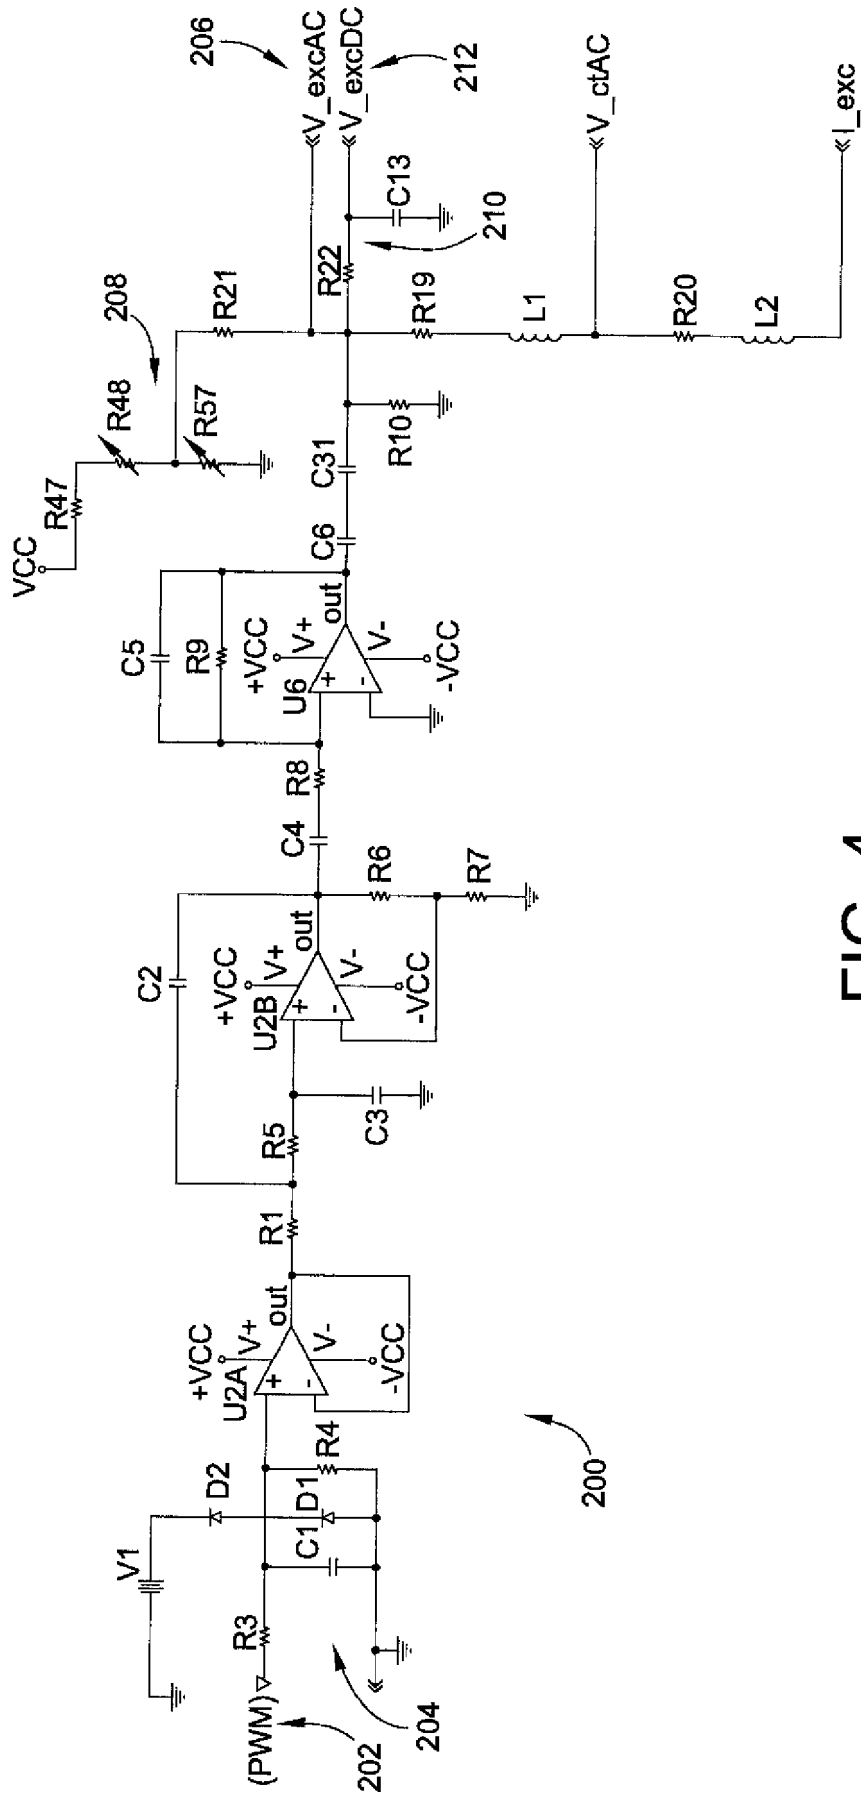 VCC
R47
R48
R57
208
R21
206
V_excAC
V_excDC
212
V1
D2
C2
C5
R9
+VCC
V+
U6
+
-
out
V-
-VCC
C6
C31
R10
R22
C13
210
(PWM)
202
R3
204
C1
D1
R4
+VCC
V+
U2A
+
-
out
V-
-VCC
R1
R5
C3
+VCC
V+
U2B
+
-
out
V-
-VCC
C4
R8
R6
R7
R19
L1
V_ctAC
R20
L2
I_exc
200
FIG. 4